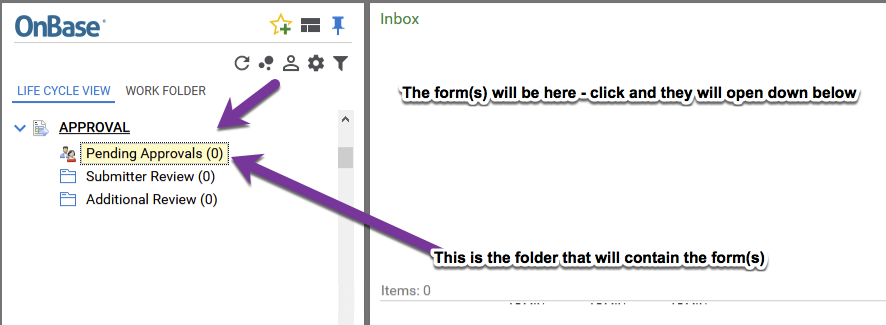 OnBase®
Inbox
LIFE CYCLE VIEW WORK FOLDER
The form(s) will be here - click and they will open down below
APPROVAL
Pending Approvals (0)
Submitter Review (0)
Additional Review (0)
This is the folder that will contain the form(s)
Items: 0